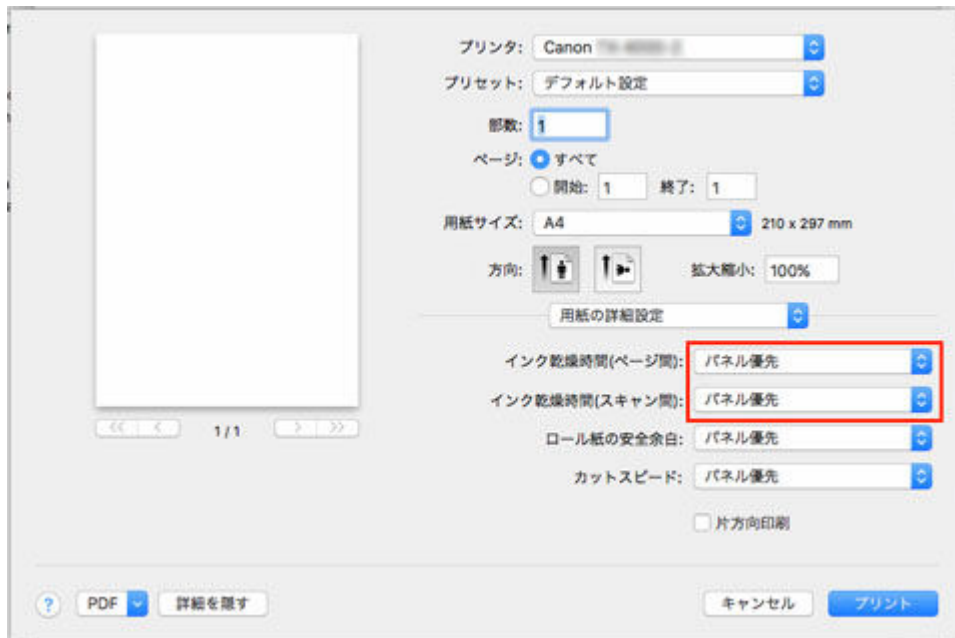 プリンタ: Canon
プリセット: デフォルト設定
部数: 1
ページ: すべて
開始: 1 終了: 1
用紙サイズ: A4 210 x 297 mm
方向: 拡大縮小: 100%
用紙の詳細設定
インク乾燥時間(ページ間): パネル優先
インク乾燥時間(スキャン間): パネル優先
<< < 1 / 1 > >>
ロール紙の安全余白: パネル優先
カットスピード: パネル優先
片方向印刷
? PDF 詳細を隠す キャンセル プリント